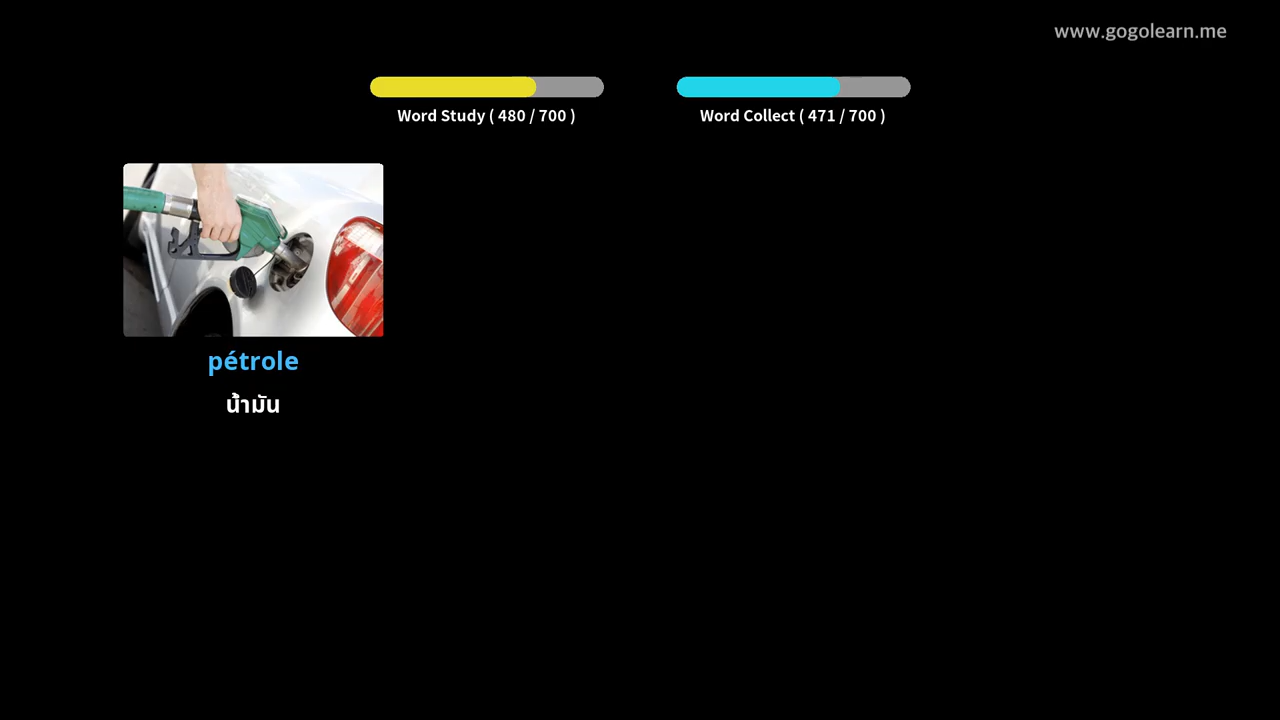 www.gogolearn.me
Word Study ( 480 / 700 )
Word Collect ( 471 / 700 )
pétrole
น้ำมัน